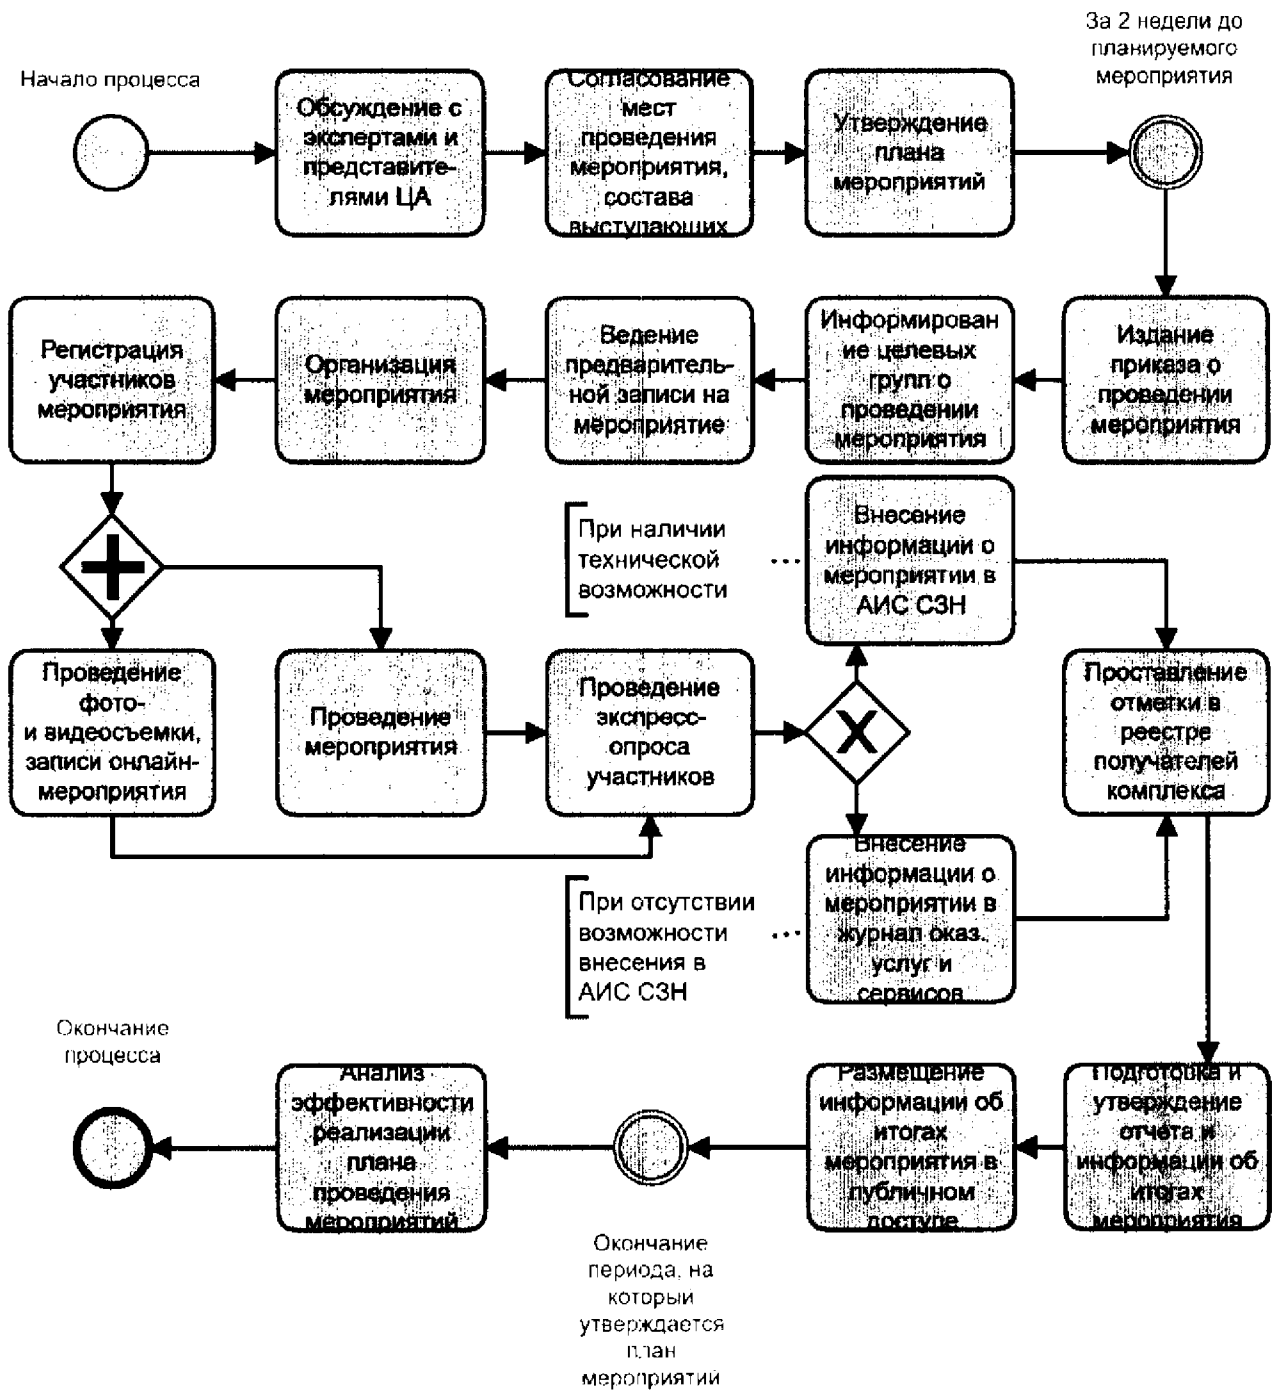 За 2 недели до
планируемого
мероприятия
Начало процесса
Обсуждение с
экспертами и
представите-
лями ЦА
Согласование
мест
проведения
мероприятия,
состава
выступающих
Утверждение
плана
мероприятий
Регистрация
участников
мероприятия
Организация
мероприятия
Ведение
предваритель-
ной записи на
мероприятие
Информирован
ие целевых
групп о
проведении
мероприятия
Издание
приказа о
проведении
мероприятия
При наличии
технической
возможности
Внесение
информации о
мероприятии в
АИС СЗН
Проведение
фото-
и видеосъемки,
записи онлайн-
мероприятия
Проведение
мероприятия
Проведение
экспресс-
опроса
участников
X
Проставление
отметки в
реестре
получателей
комплекса
При отсутствии
возможности
внесения в
АИС СЗН
Внесение
информации о
мероприятии в
журнал оказ.
услуг и
сервисов
Окончание
процесса
Анализ
эффективности
реализации
плана
проведения
мероприятий
Размещение
информации об
итогах
мероприятия в
публичном
доступе
Подготовка и
утверждение
отчета и
информации об
итогах
мероприятия
Окончание
периода, на
который
утверждается
план
мероприятий